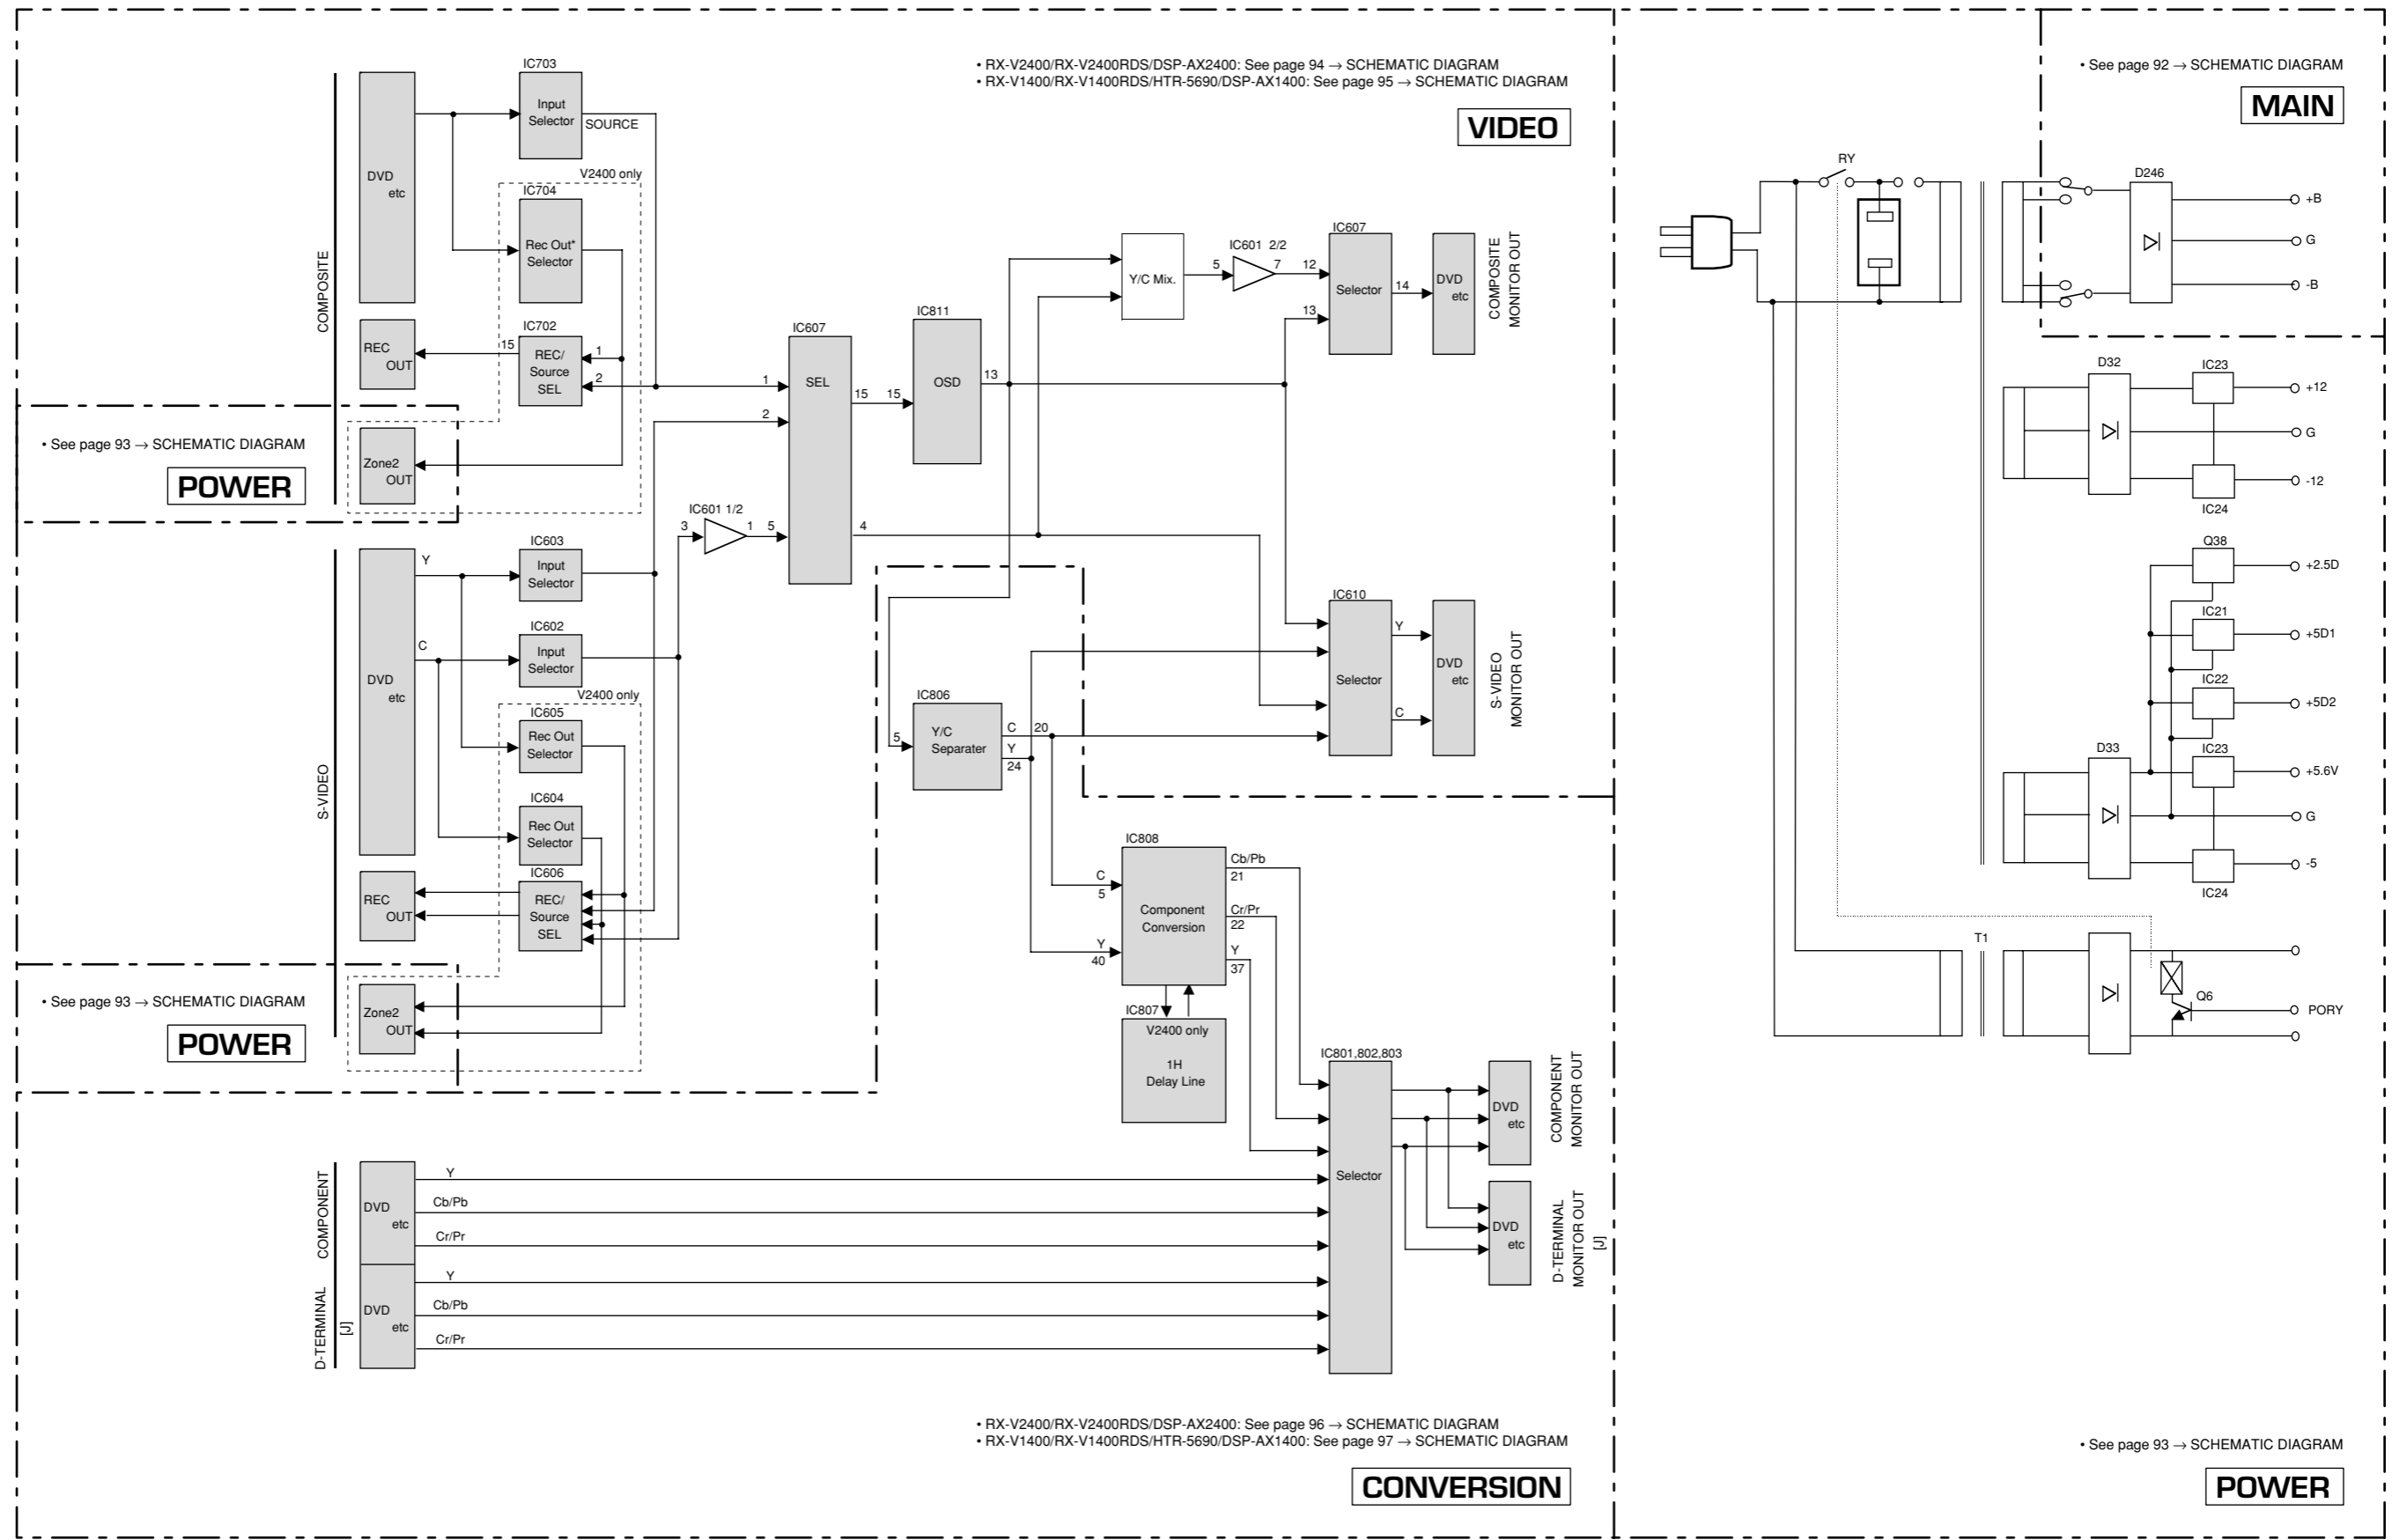 • RX-V2400/RX-V2400RDS/DSP-AX2400: See page 94 → SCHEMATIC DIAGRAM
• RX-V1400/RX-V1400RDS/HTR-5690/DSP-AX1400: See page 95 → SCHEMATIC DIAGRAM
VIDEO
COMPOSITE
DVD
etc
IC703
Input
Selector
SOURCE
V2400 only
IC704
Rec Out*
Selector
IC702
REC/
Source
SEL
15
1
2
REC
OUT
• See page 93 → SCHEMATIC DIAGRAM
POWER
Zone2
OUT
S-VIDEO
DVD
etc
Y
C
IC603
Input
Selector
IC602
Input
Selector
V2400 only
IC605
Rec Out
Selector
IC604
Rec Out
Selector
IC606
REC/
Source
SEL
REC
OUT
• See page 93 → SCHEMATIC DIAGRAM
POWER
Zone2
OUT
IC601 1/2
3
1
5
IC607
SEL
1
2
15
4
IC811
15
OSD
13
Y/C Mix.
IC601 2/2
5
7
12
13
IC607
Selector
14
DVD
etc
COMPOSITE
MONITOR OUT
IC610
Selector
Y
C
DVD
etc
S-VIDEO
MONITOR OUT
IC806
5
Y/C
Separater
C
20
Y
24
IC808
C
5
Y
40
Component
Conversion
Cb/Pb
21
Cr/Pr
22
Y
37
IC807
V2400 only
1H
Delay Line
IC801,802,803
Selector
DVD
etc
COMPONENT
MONITOR OUT
DVD
etc
D-TERMINAL
MONITOR OUT
[J]
COMPONENT
DVD
etc
Y
Cb/Pb
Cr/Pr
D-TERMINAL
[J]
DVD
etc
Y
Cb/Pb
Cr/Pr
• RX-V2400/RX-V2400RDS/DSP-AX2400: See page 96 → SCHEMATIC DIAGRAM
• RX-V1400/RX-V1400RDS/HTR-5690/DSP-AX1400: See page 97 → SCHEMATIC DIAGRAM
CONVERSION
• See page 92 → SCHEMATIC DIAGRAM
MAIN
RY
D246
+B
G
-B
D32
IC23
+12
G
-12
IC24
Q38
+2.5D
IC21
+5D1
IC22
+5D2
D33
IC23
+5.6V
G
-5
IC24
T1
Q6
PORY
• See page 93 → SCHEMATIC DIAGRAM
POWER